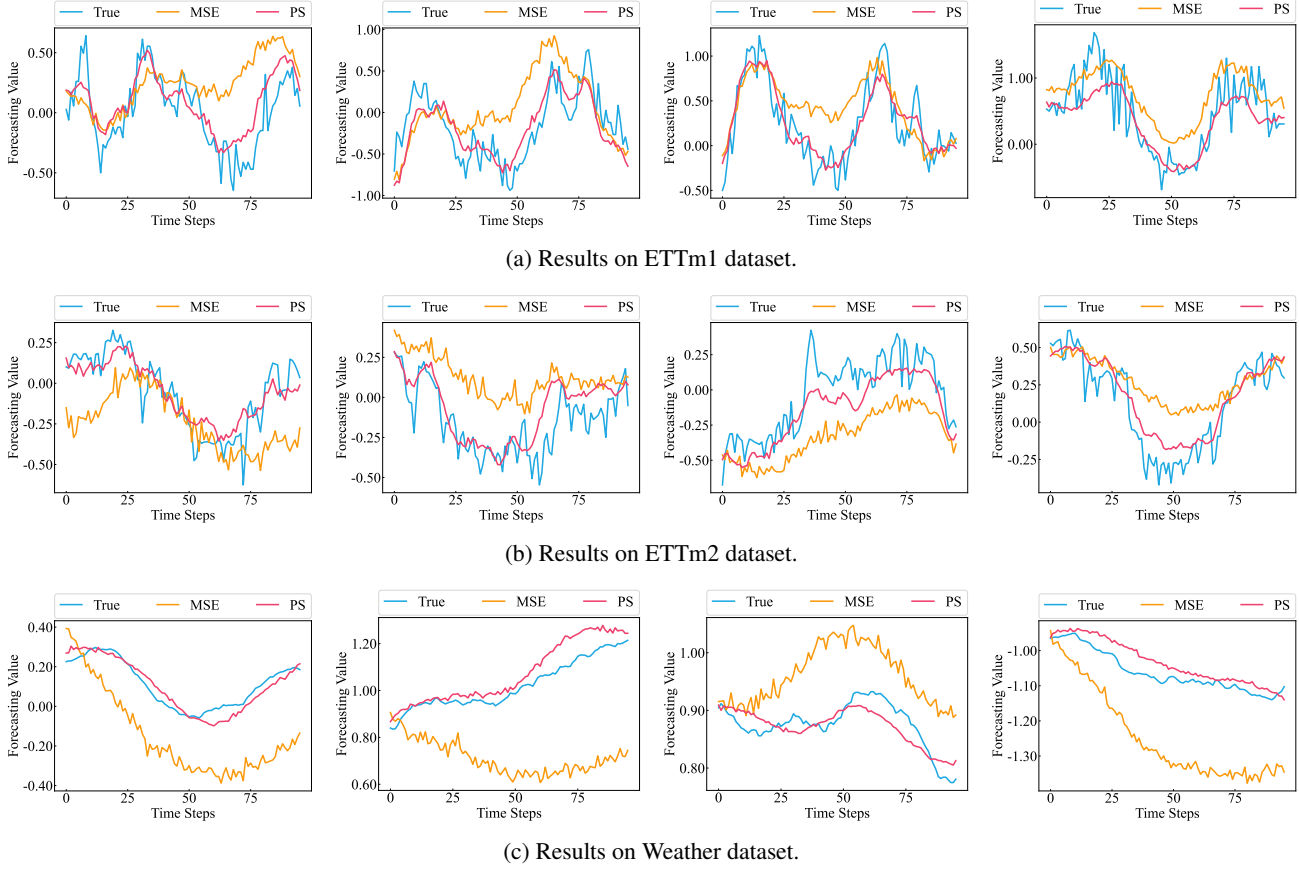 True MSE PS
Forecasting Value
0.50
0.00
-0.50
0 25 50 75
Time Steps
True MSE PS
Forecasting Value
1.00
0.50
0.00
-0.50
-1.00
0 25 50 75
Time Steps
True MSE PS
Forecasting Value
1.00
0.50
0.00
-0.50
0 25 50 75
Time Steps
True MSE PS
Forecasting Value
1.00
0.00
0 25 50 75
Time Steps
(a) Results on ETTm1 dataset.
True MSE PS
Forecasting Value
0.25
0.00
-0.25
-0.50
0 25 50 75
Time Steps
True MSE PS
Forecasting Value
0.25
0.00
-0.25
-0.50
0 25 50 75
Time Steps
True MSE PS
Forecasting Value
0.25
0.00
-0.25
-0.50
0 25 50 75
Time Steps
True MSE PS
Forecasting Value
0.50
0.25
0.00
-0.25
0 25 50 75
Time Steps
(b) Results on ETTm2 dataset.
True MSE PS
Forecasting Value
0.40
0.20
0.00
-0.20
-0.40
0 25 50 75
Time Steps
True MSE PS
Forecasting Value
1.20
1.00
0.80
0.60
0 25 50 75
Time Steps
True MSE PS
Forecasting Value
1.00
0.90
0.80
0 25 50 75
Time Steps
True MSE PS
Forecasting Value
-1.00
-1.10
-1.20
-1.30
0 25 50 75
Time Steps
(c) Results on Weather dataset.